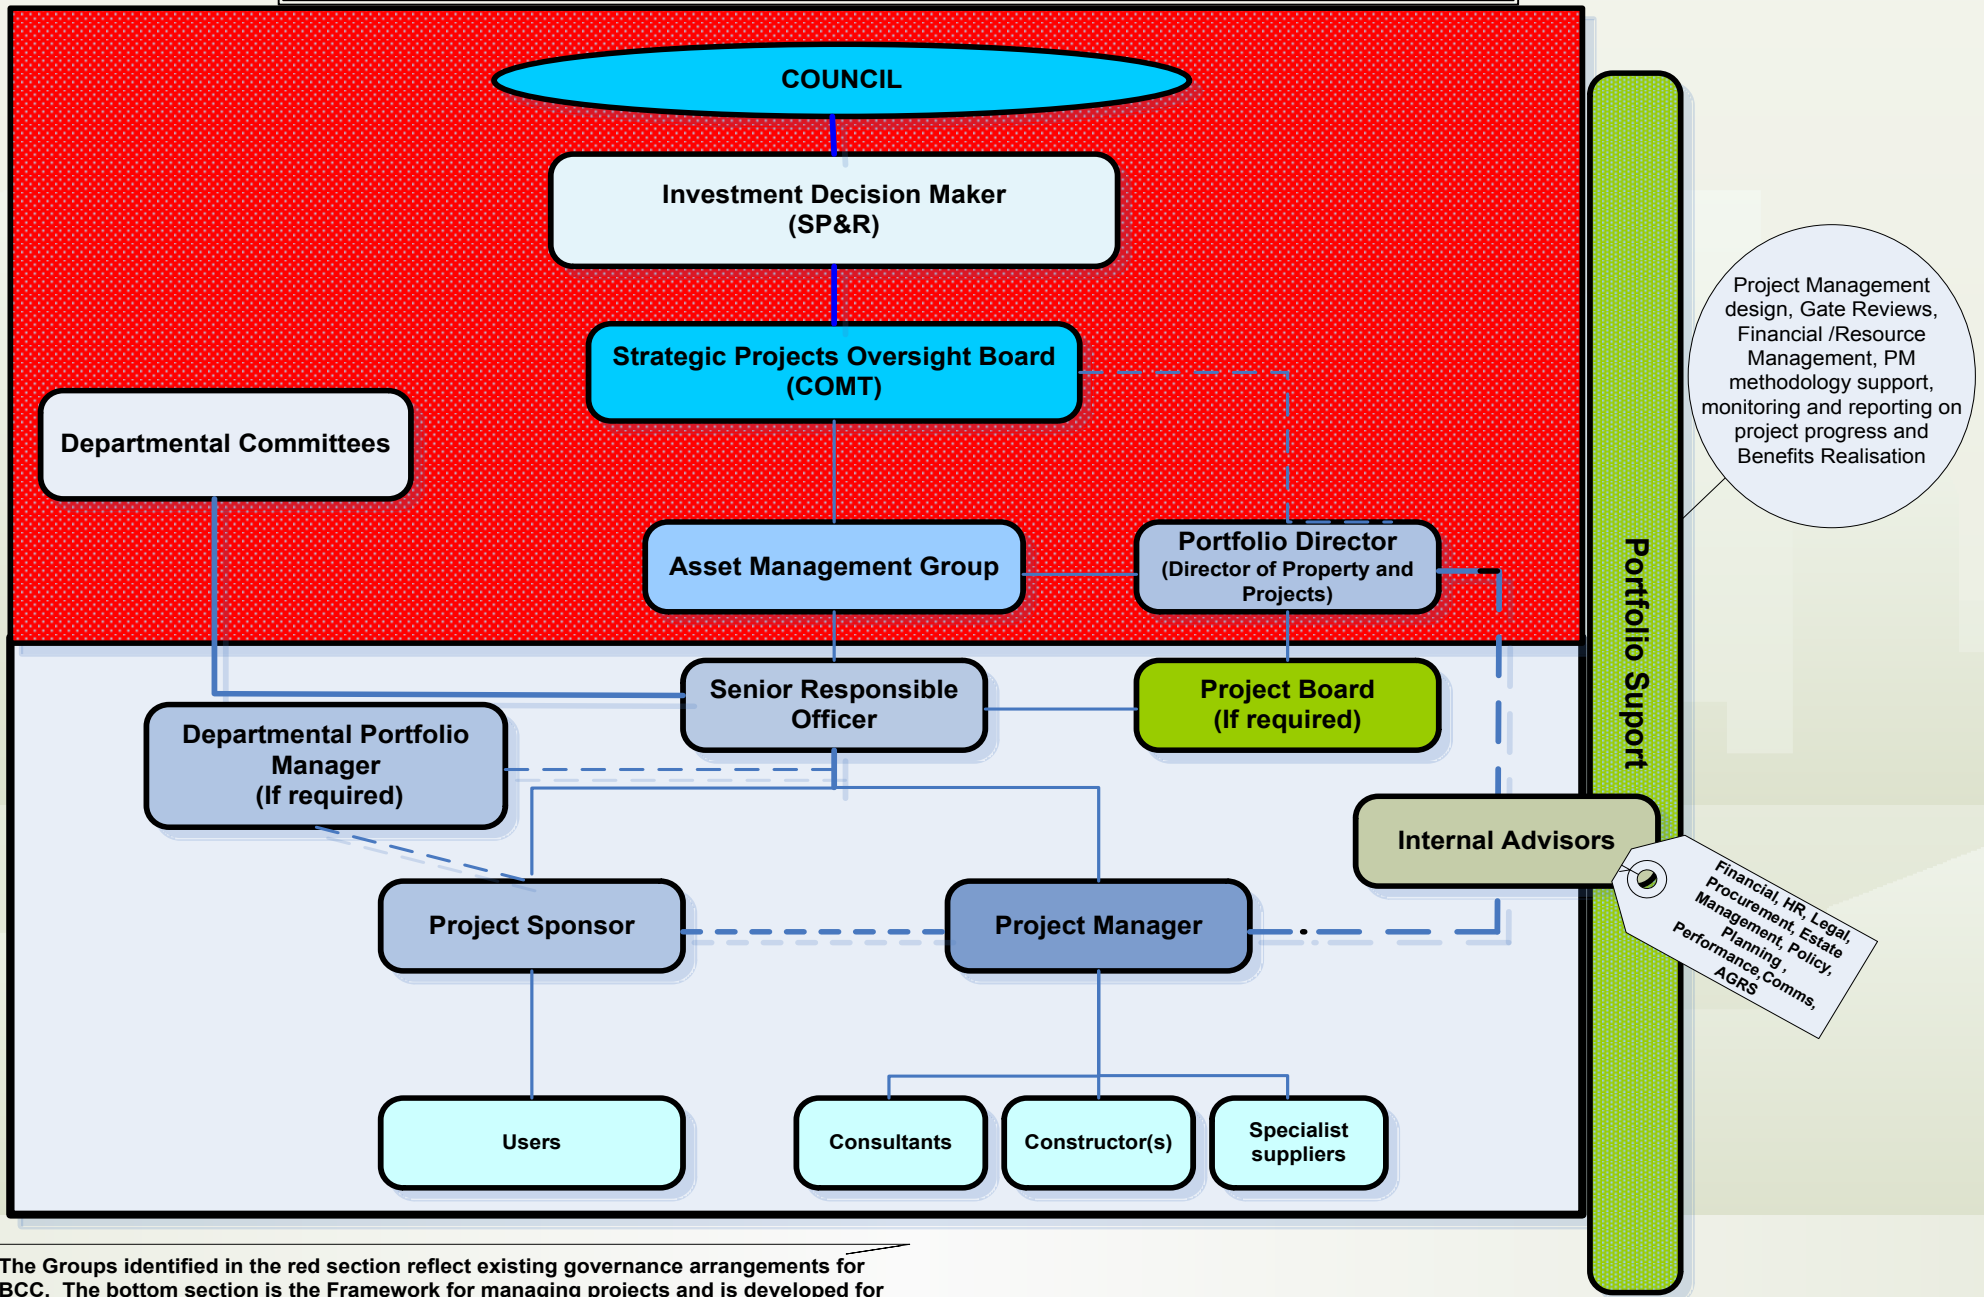 COUNCIL
Investment Decision Maker
(SP&R)
Strategic Projects Oversight Board
(COMT)
Departmental Committees
Asset Management Group
Portfolio Director
(Director of Property and
Projects)
Senior Responsible
Officer
Project Board
(If required)
Departmental Portfolio
Manager
(If required)
Internal Advisors
Project Sponsor
Project Manager
Users
Consultants
Constructor(s)
Specialist
suppliers
Portfolio Support
Project Management
design, Gate Reviews,
Financial /Resource
Management, PM
methodology support,
monitoring and reporting on
project progress and
Benefits Realisation
Financial, HR, Legal,
Procurement, Estate
Management, Policy,
Planning ,
Performance,Comms,
AGRS
The Groups identified in the red section reflect existing governance arrangements for
BCC. The bottom section is the Framework for managing projects and is developed for